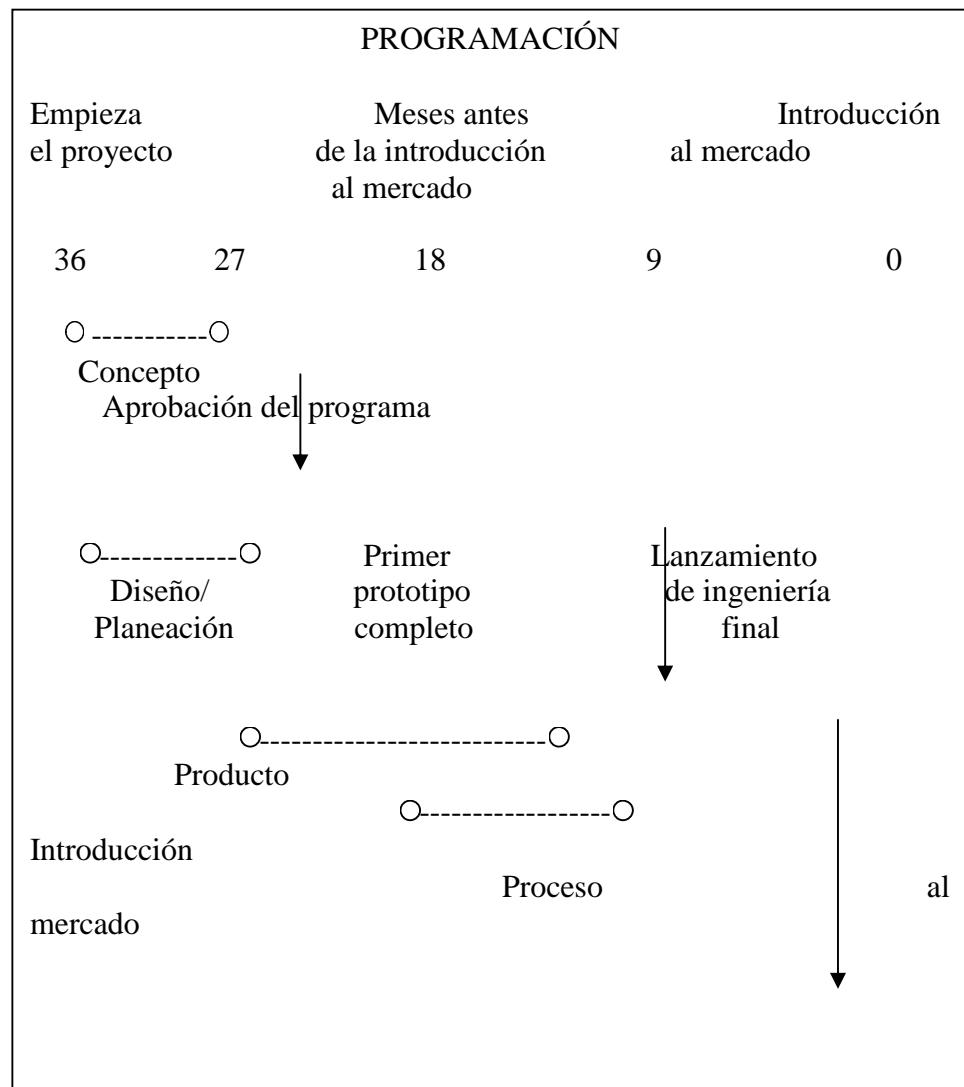 PROGRAMACIÓN
Empieza Meses antes Introducción
el proyecto de la introducción al mercado
al mercado
36 27 18 9 0
Concepto
Aprobación del programa
Primer Lanzamiento
Diseño/ prototipo de ingeniería
Planeación completo final
Producto
Introducción
Proceso al
mercado